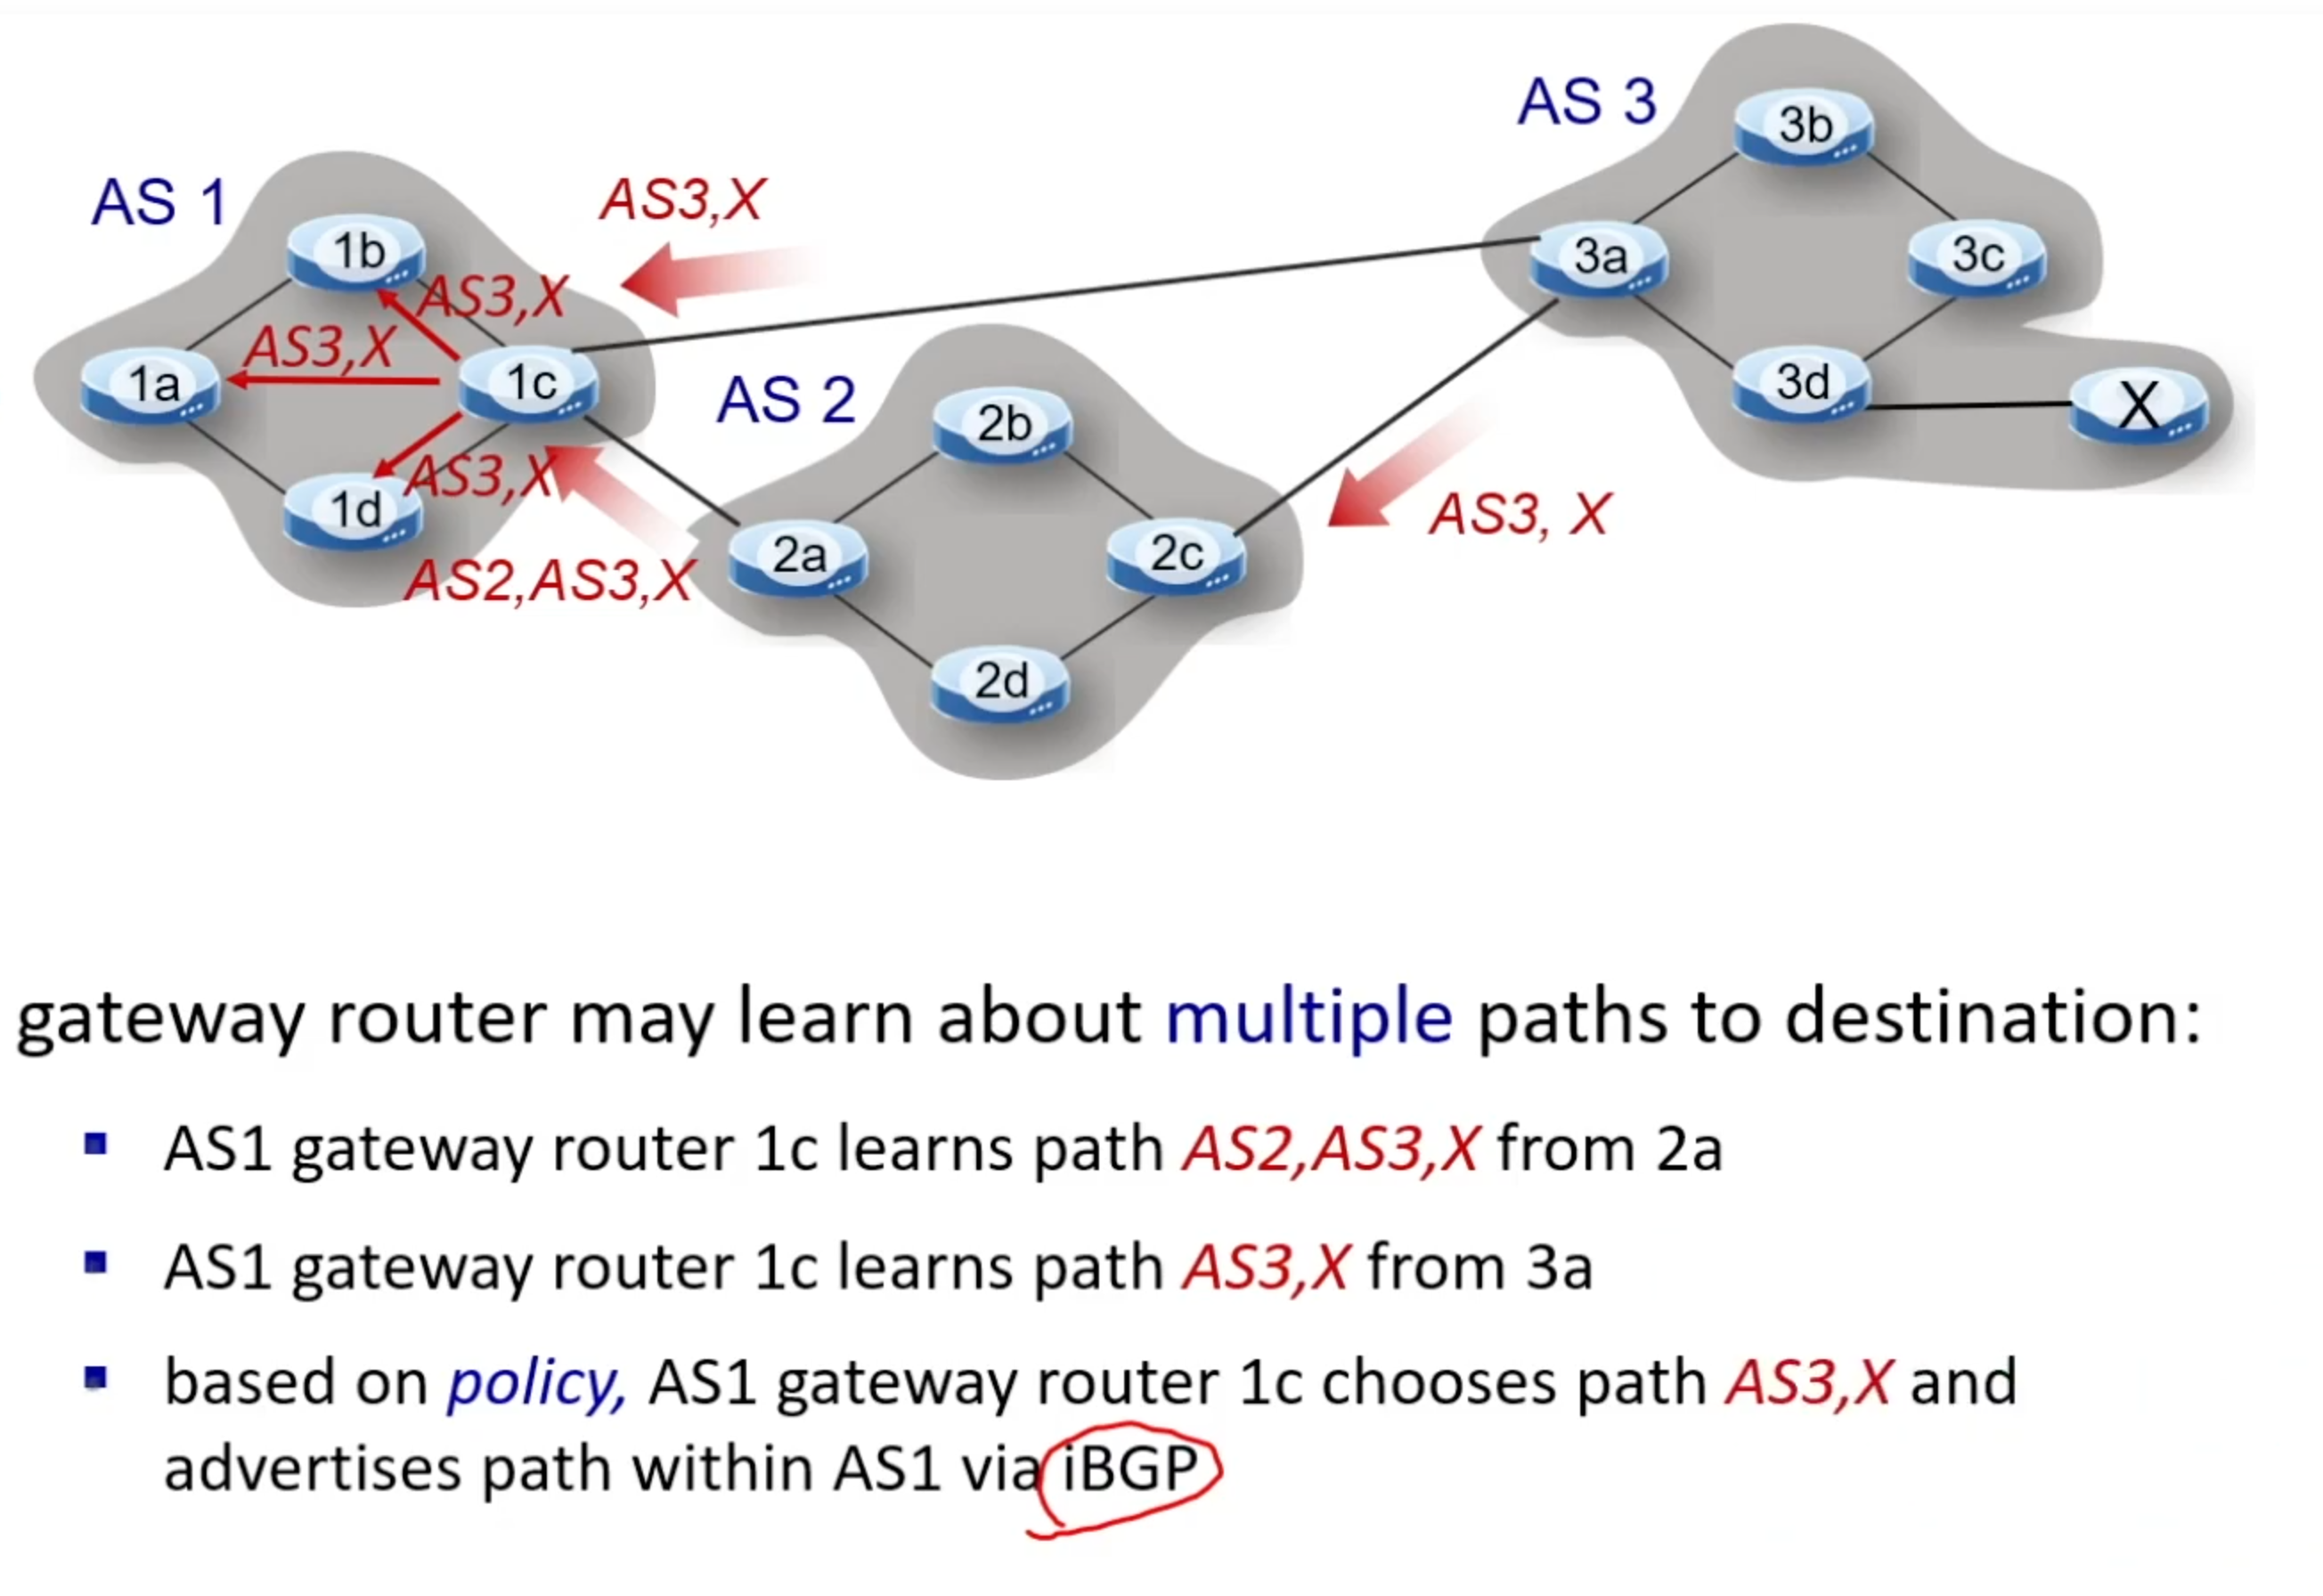 AS 3
3b
AS 1
AS3,X
1b
3a
3c
AS3,X
AS3,X
1a
1c
AS 2
3d
X
2b
AS3,X
1d
AS3, X
2a
2c
AS2,AS3,X
2d
gateway router may learn about multiple paths to destination:
AS1 gateway router 1c learns path AS2,AS3,X from 2a
AS1 gateway router 1c learns path AS3,X from 3a
based on policy, AS1 gateway router 1c chooses path AS3,X and
advertises path within AS1 via iBGP